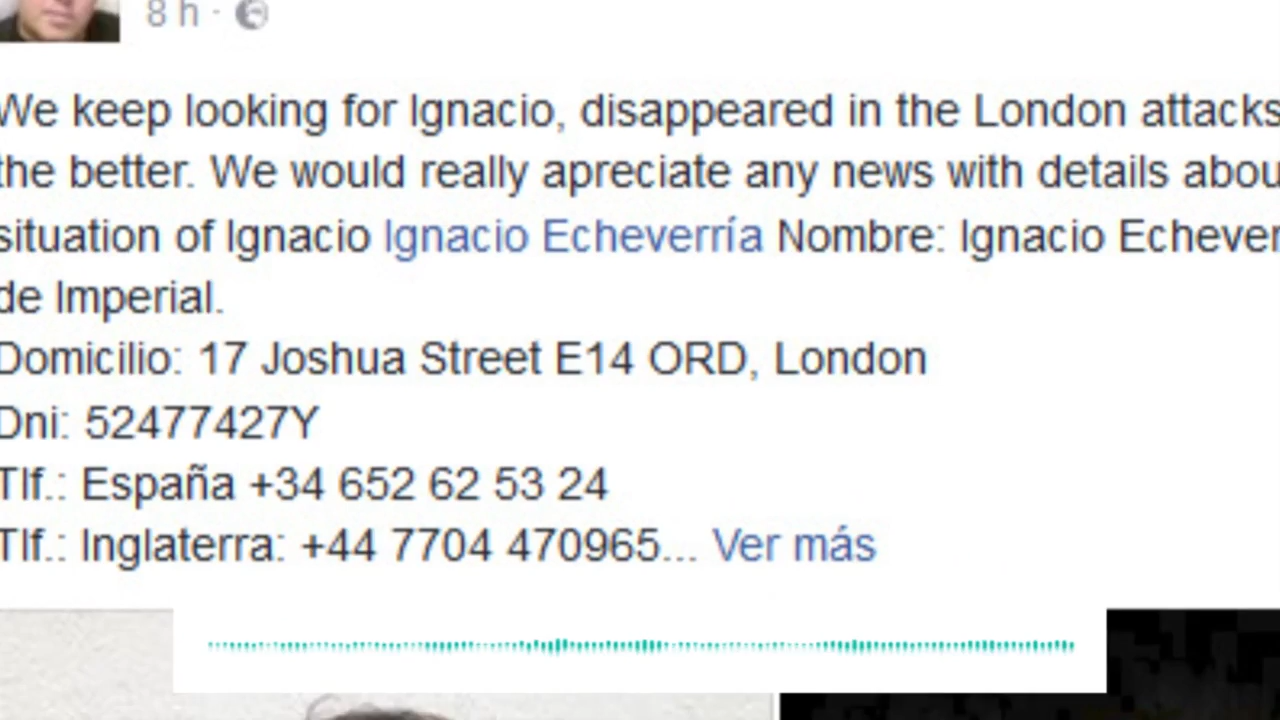 8 h ·
We keep looking for Ignacio, disappeared in the London attacks
the better. We would really apreciate any news with details abou
situation of Ignacio Ignacio Echeverría Nombre: Ignacio Echever
de Imperial.
Domicilio: 17 Joshua Street E14 ORD, London
Dni: 52477427Y
Tlf.: España +34 652 62 53 24
Tlf.: Inglaterra: +44 7704 470965... Ver más